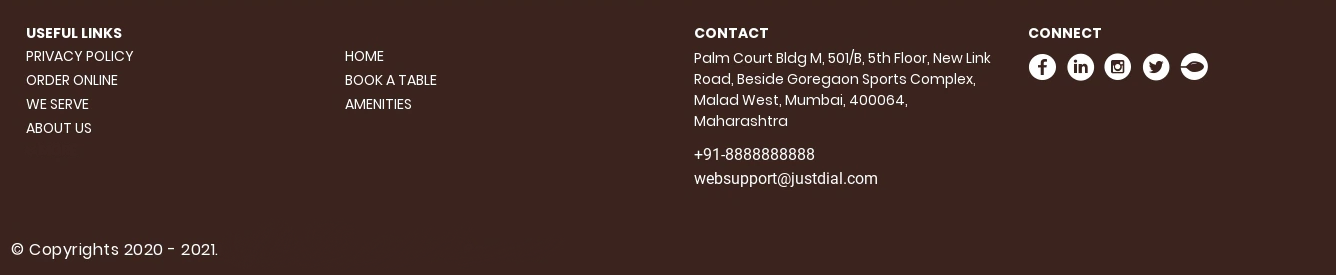 USEFUL LINKS
PRIVACY POLICY
ORDER ONLINE
WE SERVE
ABOUT US
HOME
BOOK A TABLE
AMENITIES
CONTACT
Palm Court Bldg M, 501/B, 5th Floor, New Link
Road, Beside Goregaon Sports Complex,
Malad West, Mumbai, 400064,
Maharashtra
+91-8888888888
websupport@justdial.com
CONNECT
© Copyrights 2020 - 2021.